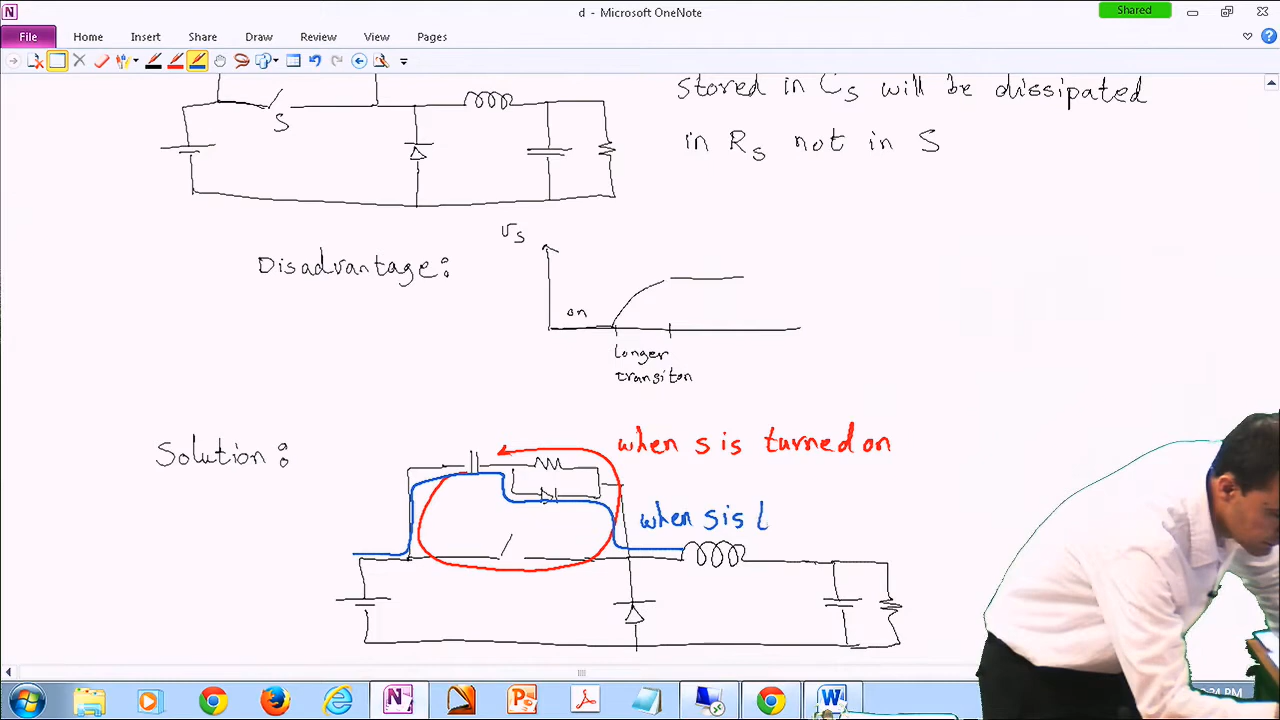 d - Microsoft OneNote
Shared
File Home Insert Share Draw Review View Pages
stored in Cs will be dissipated
S
in Rs not in S
vs
Disadvantage:
on
longer
transiton
Solution:
when s is turned on
when s is